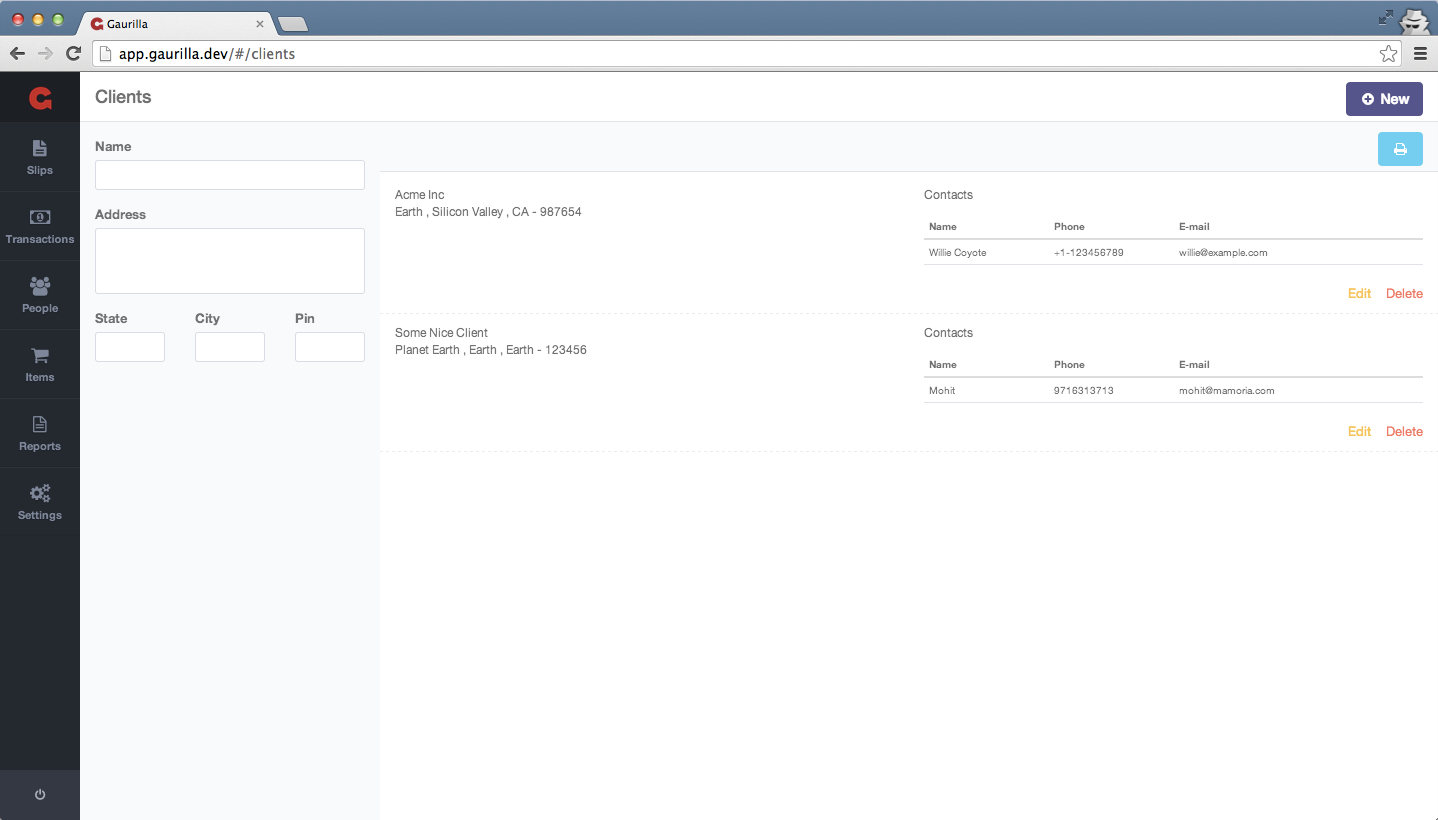 Gaurilla
app.gaurilla.dev/#/clients
Clients
New
Slips
Transactions
People
Items
Reports
Settings
Name
Address
State City Pin
Acme Inc
Earth , Silicon Valley , CA - 987654
Contacts
Name Phone E-mail
Willie Coyote +1-123456789 willie@example.com
Edit Delete
Some Nice Client
Planet Earth , Earth , Earth - 123456
Contacts
Name Phone E-mail
Mohit 9716313713 mohit@mamoria.com
Edit Delete